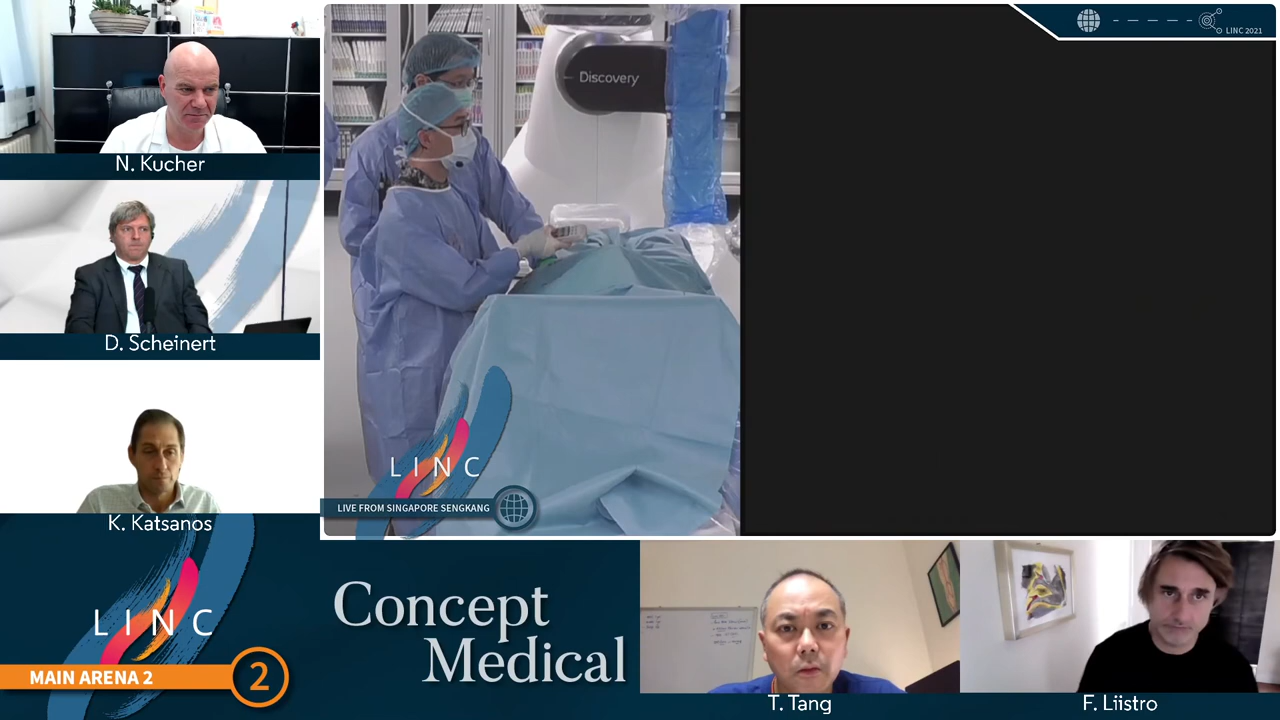 N. Kucher
D. Scheinert
K. Katsanos
Discovery
LINC 2021
LINC
LIVE FROM SINGAPORE SENGKANG
LINC
MAIN ARENA 2
2
Concept
Medical
T. Tang
F. Liistro